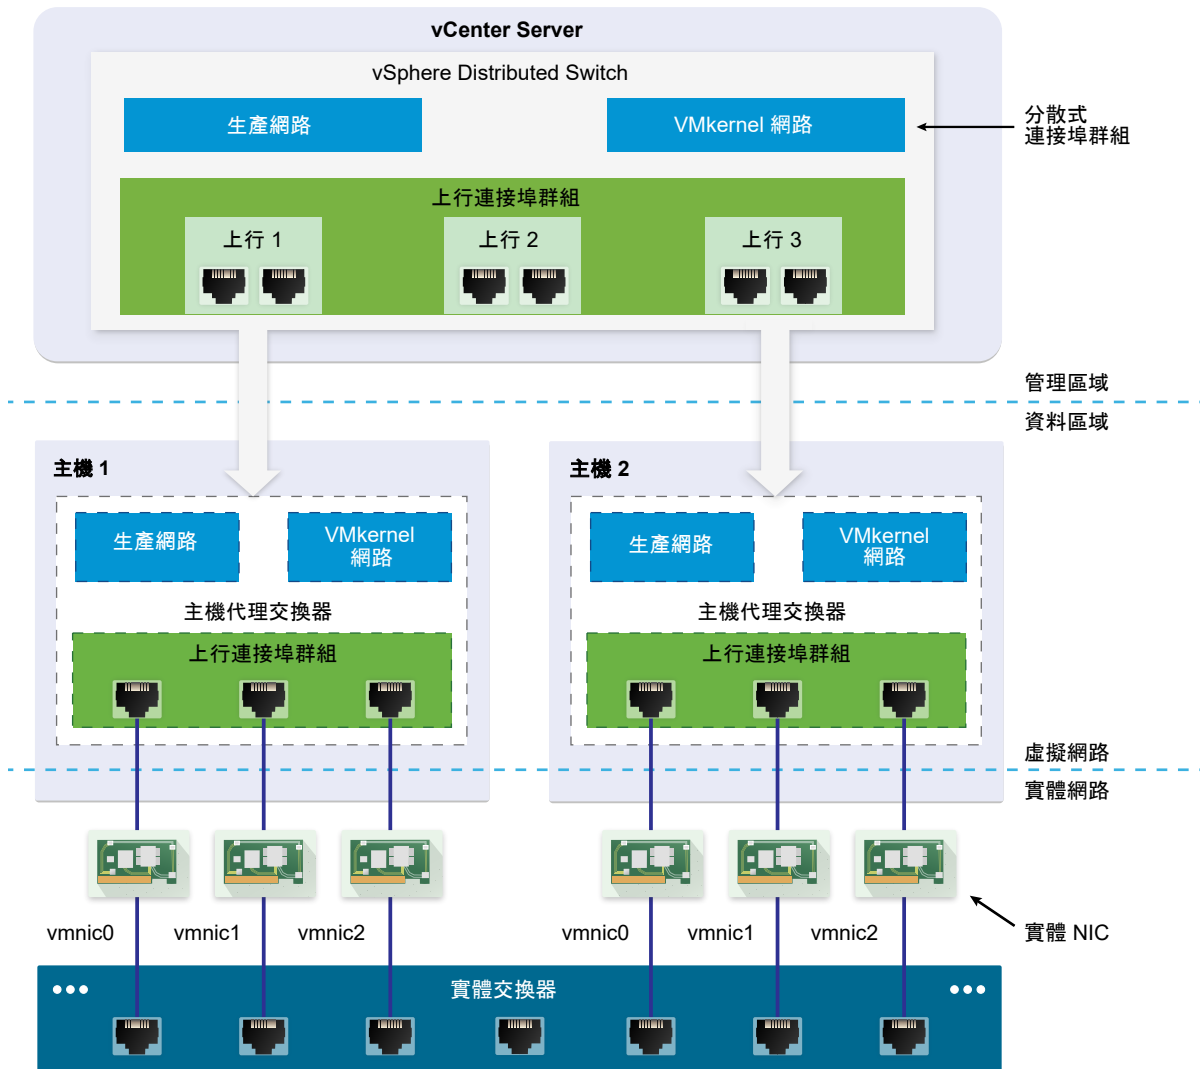 vCenter Server
vSphere Distributed Switch
生產網路
VMkernel 網路
分散式
連接埠群組
上行連接埠群組
上行 1
上行 2
上行 3
管理區域
資料區域
主機 1
生產網路
VMkernel
網路
主機代理交換器
上行連接埠群組
主機 2
生產網路
VMkernel
網路
主機代理交換器
上行連接埠群組
虛擬網路
實體網路
vmnic0
vmnic1
vmnic2
vmnic0
vmnic1
vmnic2
實體 NIC
實體交換器